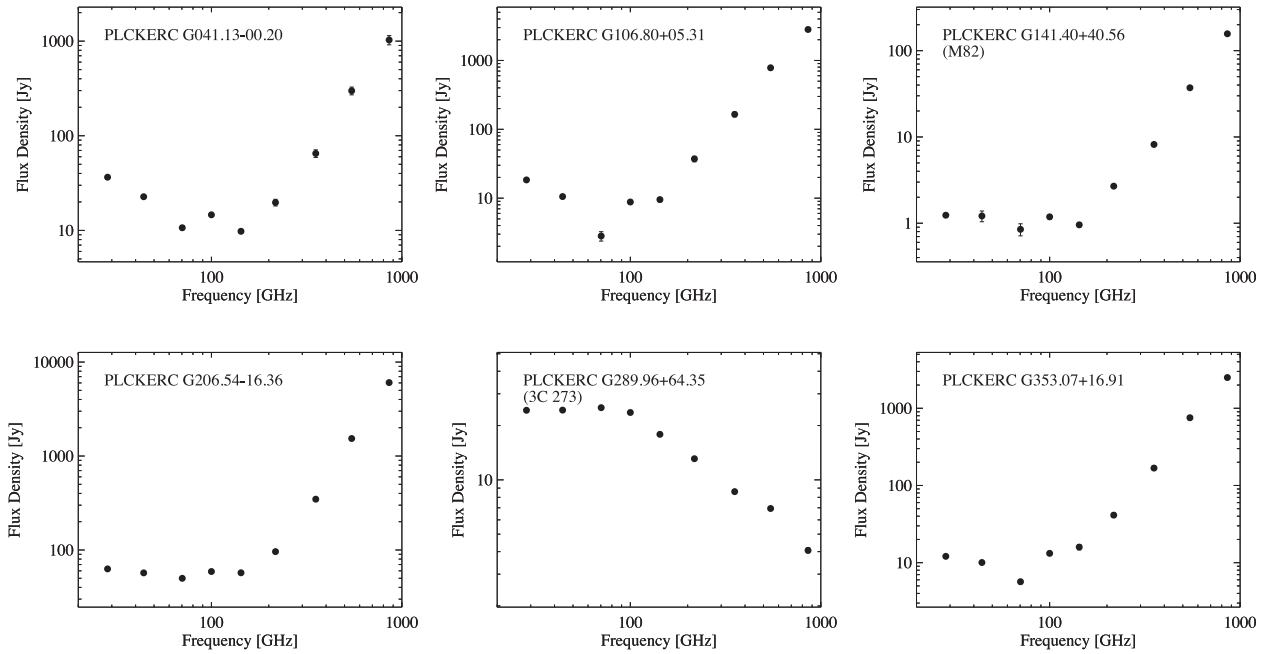 PLCKERC G041.13-00.20
1000
100
10
Flux Density [Jy]
100
1000
Frequency [GHz]
PLCKERC G106.80+05.31
1000
100
10
Flux Density [Jy]
100
1000
Frequency [GHz]
PLCKERC G141.40+40.56
(M82)
100
10
1
Flux Density [Jy]
100
1000
Frequency [GHz]
PLCKERC G206.54-16.36
10000
1000
100
Flux Density [Jy]
100
1000
Frequency [GHz]
PLCKERC G289.96+64.35
(3C 273)
10
Flux Density [Jy]
100
1000
Frequency [GHz]
PLCKERC G353.07+16.91
1000
100
10
Flux Density [Jy]
100
1000
Frequency [GHz]